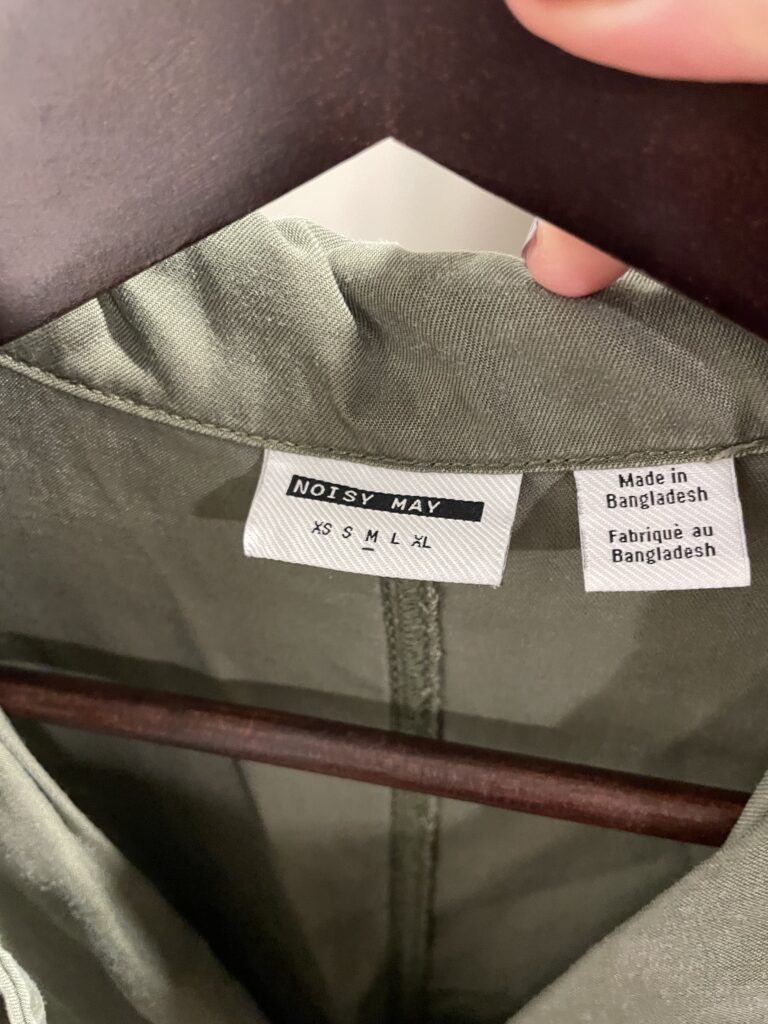 NOISY MAY
XS S M L XL
Made in
Bangladesh
Fabriquè au
Bangladesh